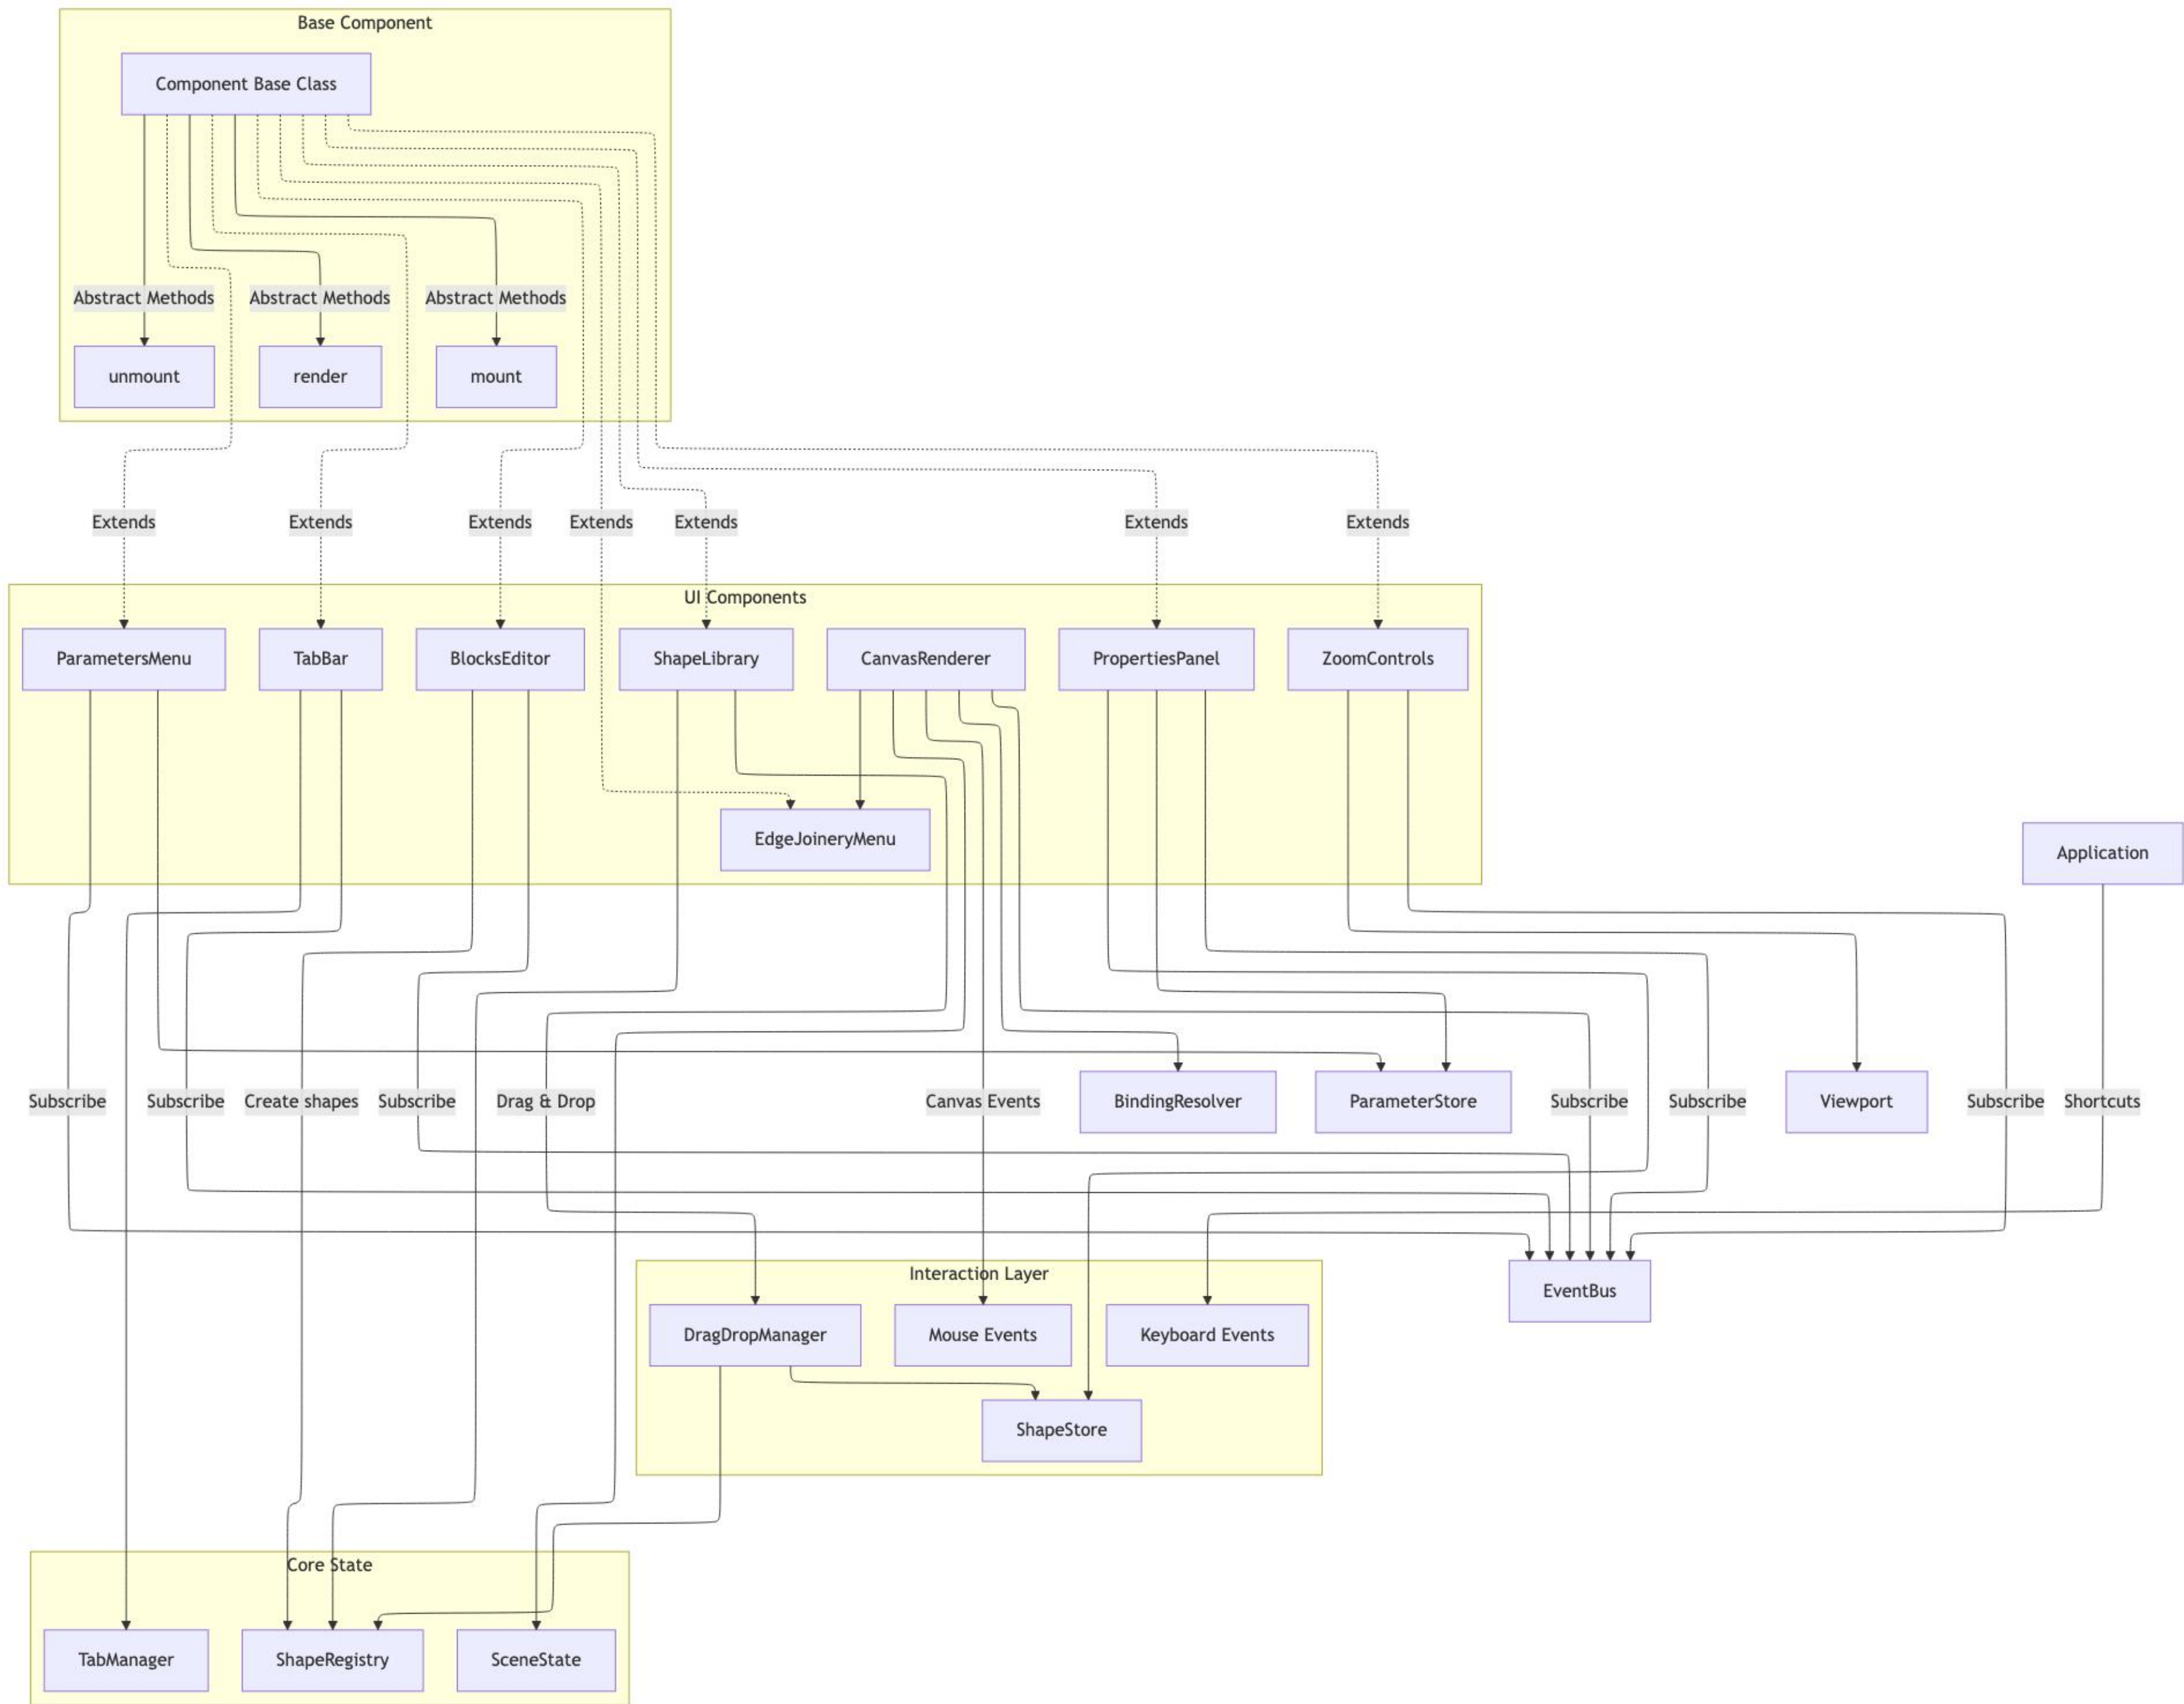 Base Component
Component Base Class
Abstract Methods
Abstract Methods
Abstract Methods
unmount
render
mount
Extends
Extends
Extends
Extends
Extends
Extends
Extends
UI Components
ParametersMenu
TabBar
BlocksEditor
ShapeLibrary
CanvasRenderer
PropertiesPanel
ZoomControls
EdgeJoineryMenu
Application
Subscribe
Subscribe
Create shapes
Subscribe
Drag & Drop
Canvas Events
BindingResolver
ParameterStore
Subscribe
Subscribe
Viewport
Subscribe
Shortcuts
Interaction Layer
EventBus
DragDropManager
Mouse Events
Keyboard Events
ShapeStore
Core State
TabManager
ShapeRegistry
SceneState